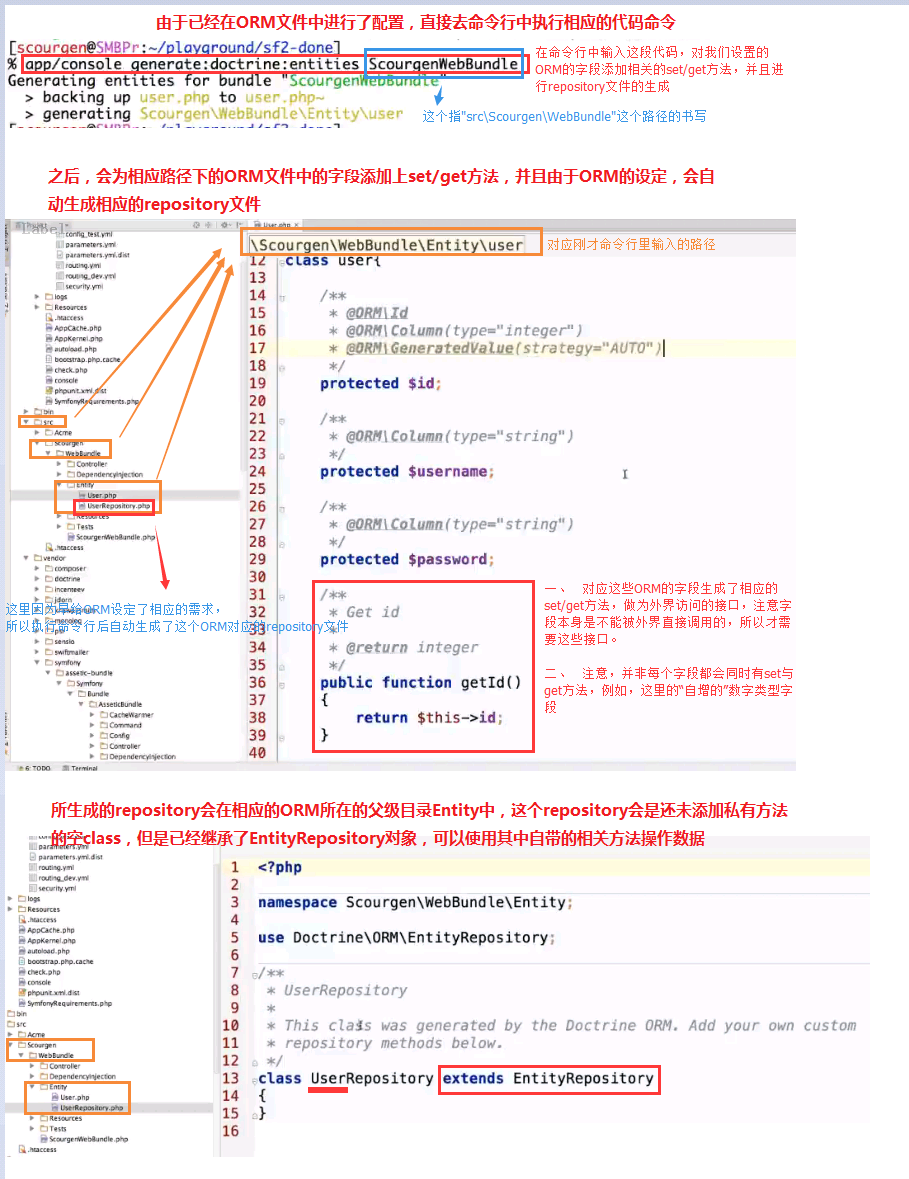 由于已经在ORM文件中进行了配置，直接去命令行中执行相应的代码命令
[scourgen@SMBPr:~/playground/sf2-done]
% app/console generate:doctrine:entities ScourgenWebBundle
Generating entities for bundle "ScourgenWebBundle"
> backing up user.php to user.php~
> generating Scourgen\WebBundle\Entity\user
在命令行中输入这段代码，对我们设置的
ORM的字段添加相关的set/get方法，并且进
行repository文件的生成
这个指"src\Scourgen\WebBundle"这个路径的书写
之后，会为相应路径下的ORM文件中的字段添加上set/get方法，并且由于ORM的设定，会自
动生成相应的repository文件
Label
config_test.yml
parameters.yml
parameters.yml.dist
routing.yml
routing_dev.yml
security.yml
logs
Resources
.htaccess
AppCache.php
AppKernel.php
autoload.php
bootstrap.php.cache
check.php
console
phpunit.xml.dist
SymfonyRequirements.php
bin
src
Acme
Scourgen
WebBundle
Controller
DependencyInjection
Entity
User.php
UserRepository.php
Resources
Tests
ScourgenWebBundle.php
.htaccess
vendor
composer
doctrine
incenteev
jdorn
sensio
swiftmailer
symfony
assetic-bundle
Symfony
Bundle
AsseticBundle
CacheWarmer
Command
Config
Controller
DependencyInjection
6: TODO
Terminal
User.php
\Scourgen\WebBundle\Entity\user
对应刚才命令行里输入的路径
12 class user{
13
14 /**
15 * @ORM\Id
16 * @ORM\Column(type="integer")
17 * @ORM\GeneratedValue(strategy="AUTO")
18 */
19 protected $id;
20
21 /**
22 * @ORM\Column(type="string")
23 */
24 protected $username;
25
26 /**
27 * @ORM\Column(type="string")
28 */
29 protected $password;
30
31 /**
32 * Get id
33 *
34 * @return integer
35 */
36 public function getId()
37 {
38 return $this->id;
39 }
40
这里因为早给ORM设定了相应的需求，
所以执行命令行后自动生成了这个ORM对应的repository文件
一、 对应这些ORM的字段生成了相应的
set/get方法，做为外界访问的接口，注意字
段本身是不能被外界直接调用的，所以才需
要这些接口。
二、 注意，并非每个字段都会同时有set与
get方法，例如，这里的“自增的”数字类型字
段
所生成的repository会在相应的ORM所在的父级目录Entity中，这个repository会是还未添加私有方法
的空class，但是已经继承了EntityRepository对象，可以使用其中自带的相关方法操作数据
parameters.yml
parameters.yml.dist
routing.yml
routing_dev.yml
security.yml
logs
Resources
.htaccess
AppCache.php
AppKernel.php
autoload.php
bootstrap.php.cache
check.php
console
phpunit.xml.dist
SymfonyRequirements.php
bin
src
Acme
Scourgen
WebBundle
Controller
DependencyInjection
Entity
User.php
UserRepository.php
Resources
Tests
ScourgenWebBundle.php
.htaccess
1 <?php
2
3 namespace Scourgen\WebBundle\Entity;
4
5 use Doctrine\ORM\EntityRepository;
6
7 /**
8 * UserRepository
9 *
10 * This class was generated by the Doctrine ORM. Add your own custom
11 * repository methods below.
12 */
13 class UserRepository extends EntityRepository
14 {
15 }
16